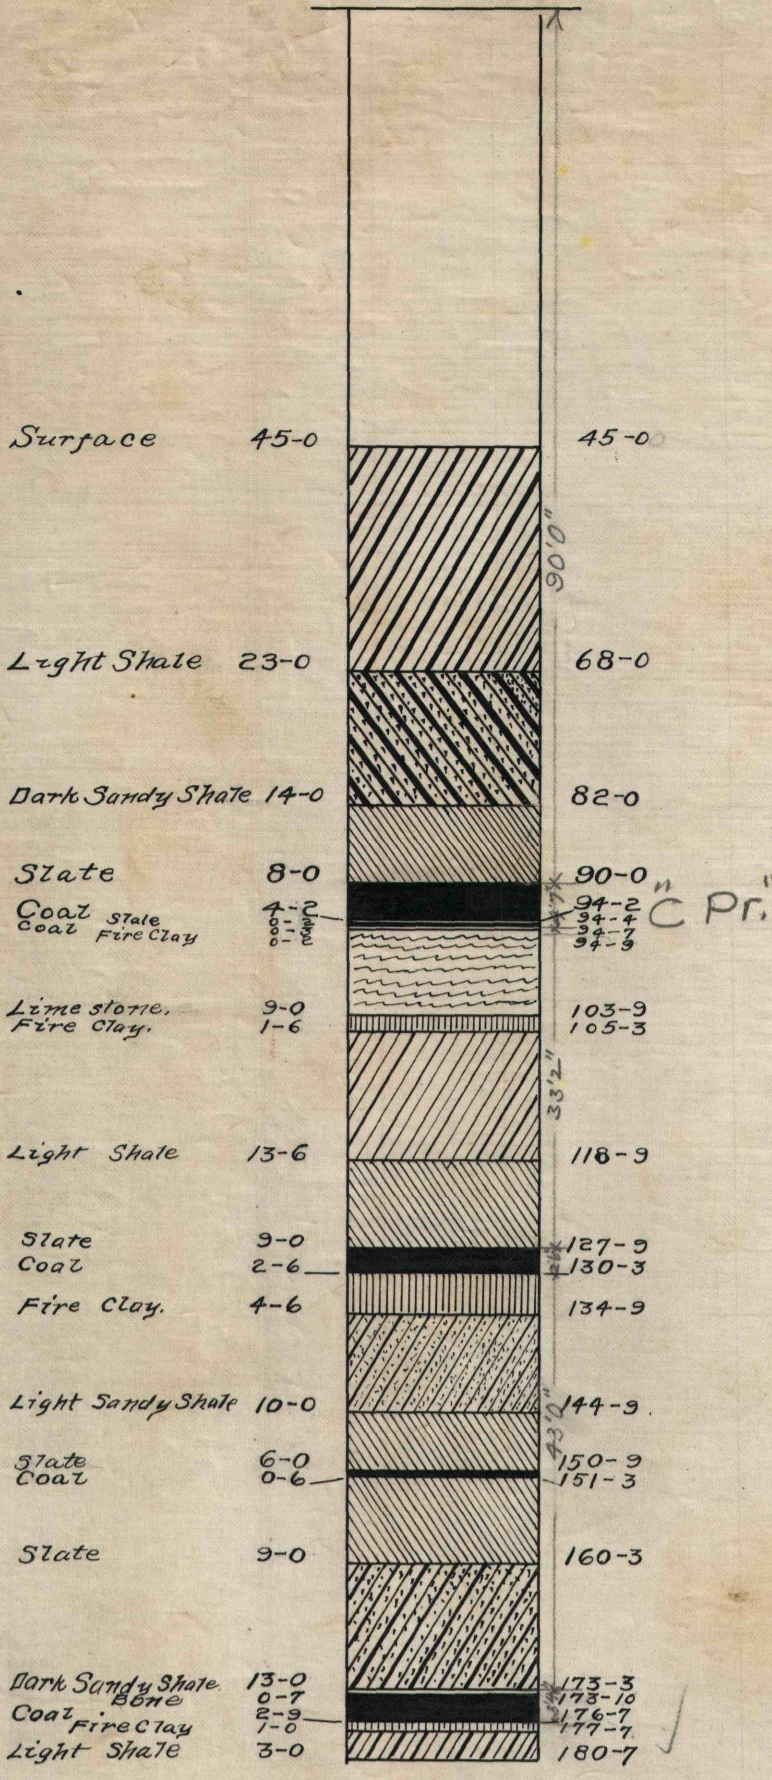 Surface 45-0 45-0
90'0"
Light Shale 23-0 68-0
Dark Sandy Shale 14-0 82-0
Slate 8-0 90-0
Coal 4-2 94-2
"C Pr."
Slate 0-2 94-4
Coal 0-3 94-7
Fire Clay 0-2 94-9
Lime stone. 9-0 103-9
Fire Clay. 1-6 105-3
33'2"
Light Shale 13-6 118-9
Slate 9-0 127-9
Coal 2-6 130-3
Fire Clay. 4-6 134-9
Light Sandy Shale 10-0 144-9
43'0"
Slate 6-0 150-9
Coal 0-6 151-3
Slate 9-0 160-3
Dark Sandy Shale 13-0 173-3
Bone 0-7 173-10
Coal 2-9 176-7
Fire Clay 1-0 177-7
Light Shale 3-0 180-7